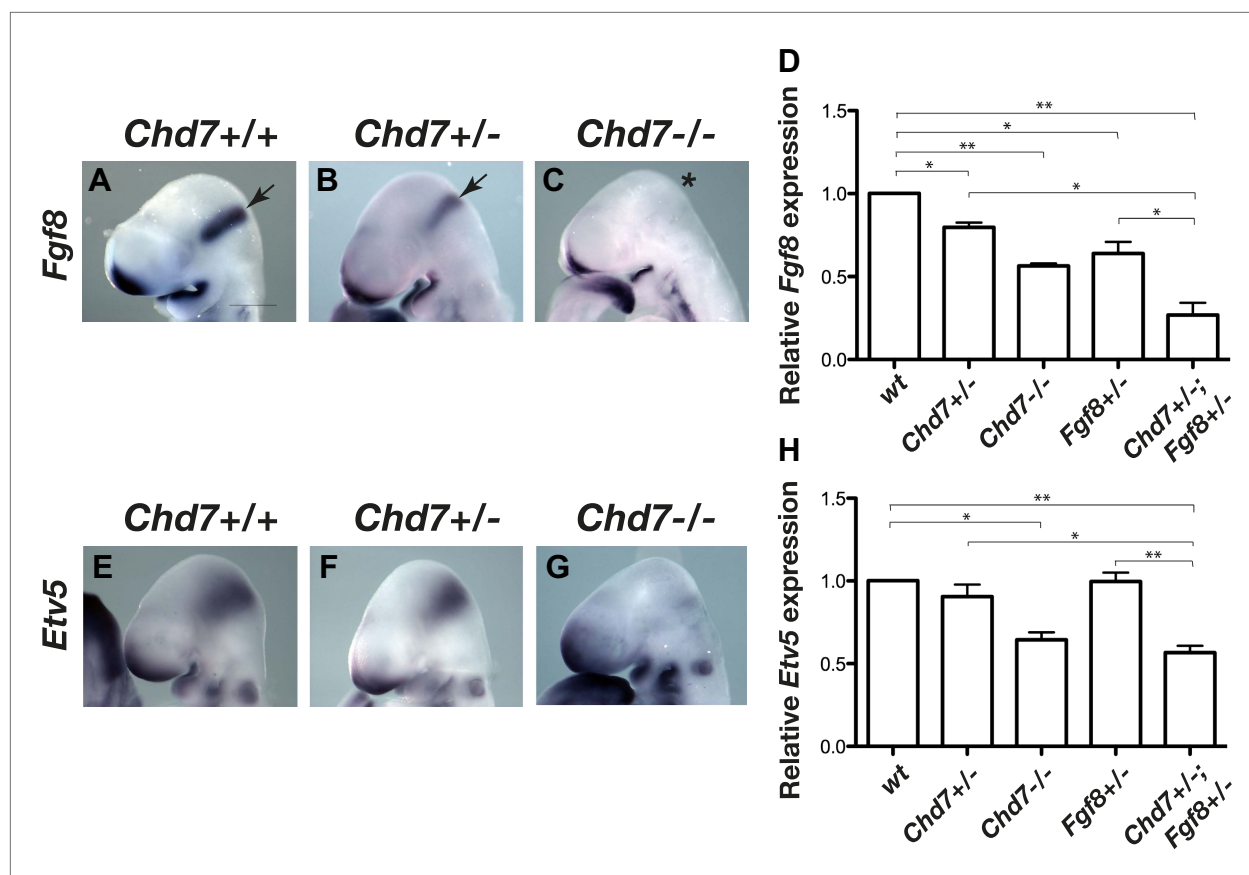 Chd7+/+ Chd7+/- Chd7-/-
Fgf8
A B C
*
D
Relative Fgf8 expression
1.5
1.0
0.5
0.0
**
*
**
*
*
*
wt
Chd7+/-
Chd7-/-
Fgf8+/-
Chd7+/-;
Fgf8+/-
Chd7+/+ Chd7+/- Chd7-/-
Etv5
E F G
H
Relative Etv5 expression
1.5
1.0
0.5
0.0
**
*
*
**
wt
Chd7+/-
Chd7-/-
Fgf8+/-
Chd7+/-;
Fgf8+/-